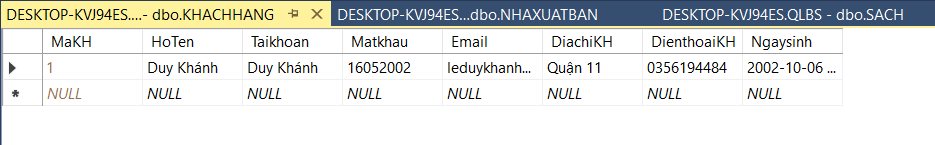 DESKTOP-KVJ94ES....- dbo.KHACHHANG DESKTOP-KVJ94ES...dbo.NHAXUATBAN DESKTOP-KVJ94ES.QLBS - dbo.SACH
MaKH HoTen Taikhoan Matkhau Email DiachiKH DienthoaiKH Ngaysinh
1 Duy Khánh Duy Khánh 16052002 leduykhanh... Quận 11 0356194484 2002-10-06 ...
NULL NULL NULL NULL NULL NULL NULL NULL